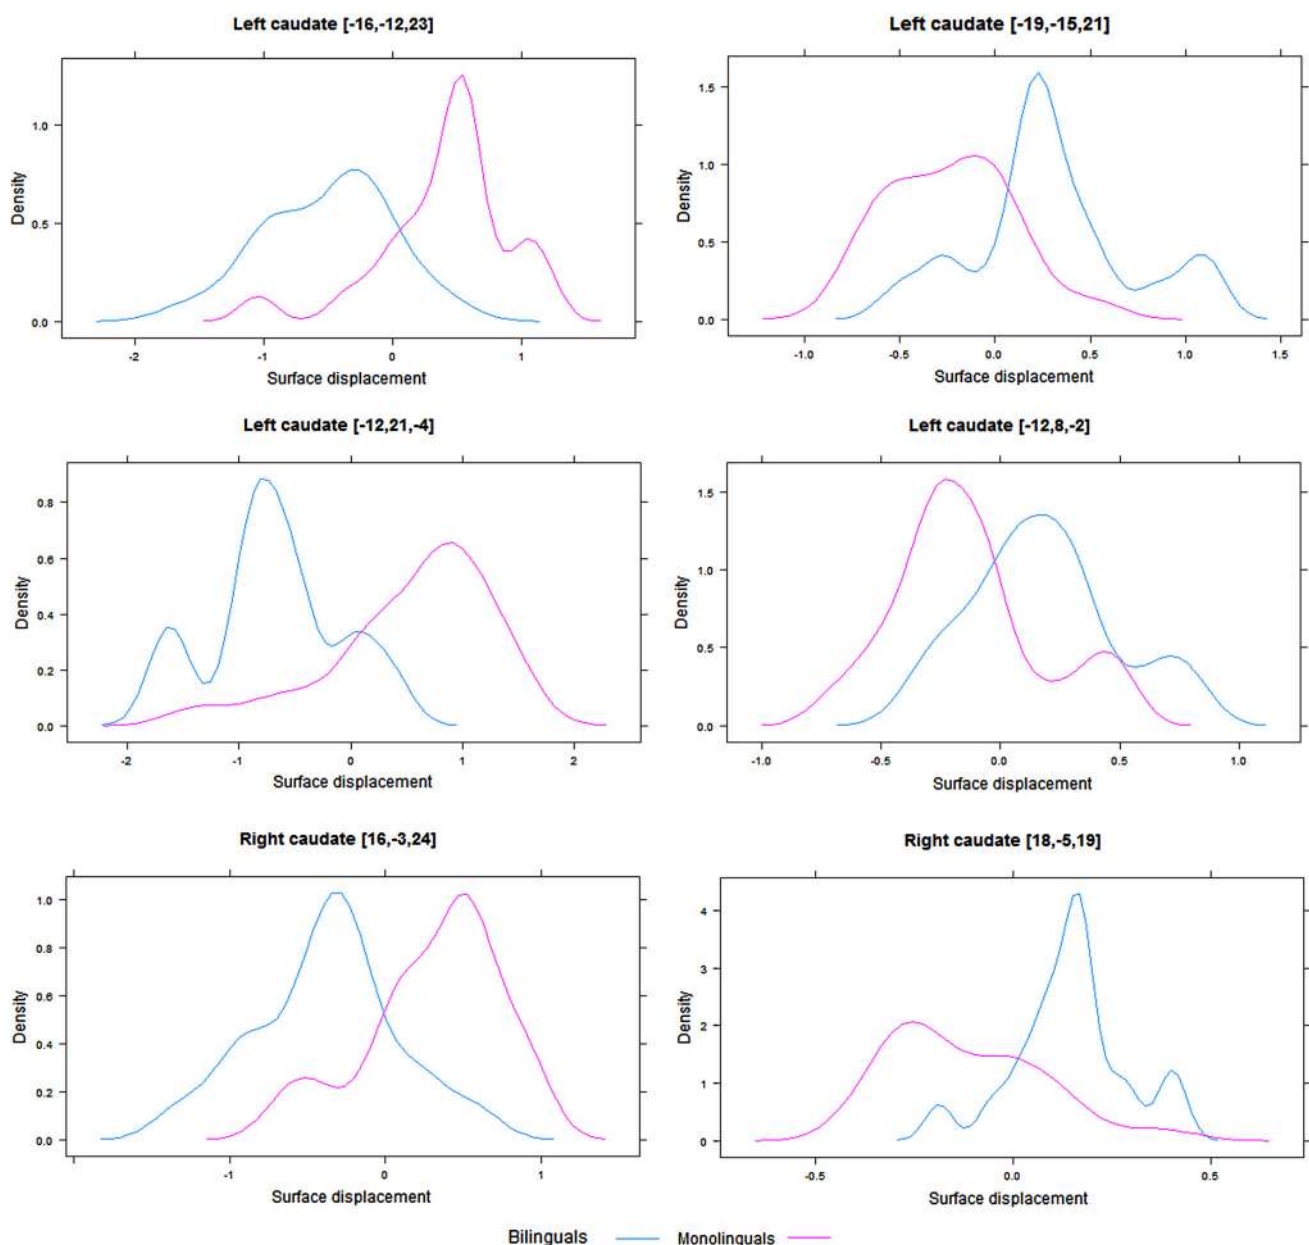 Left caudate [-16,-12,23]
Density
1.0
0.5
0.0
-2 -1 0 1
Surface displacement
Left caudate [-19,-15,21]
Density
1.5
1.0
0.5
0.0
-1.0 -0.5 0.0 0.5 1.0 1.5
Surface displacement
Left caudate [-12,21,-4]
Density
0.8
0.6
0.4
0.2
0.0
-2 -1 0 1 2
Surface displacement
Left caudate [-12,8,-2]
Density
1.5
1.0
0.5
0.0
-1.0 -0.5 0.0 0.5 1.0
Surface displacement
Right caudate [16,-3,24]
Density
1.0
0.8
0.6
0.4
0.2
0.0
-1 0 1
Surface displacement
Right caudate [18,-5,19]
Density
4
3
2
1
0
-0.5 0.0 0.5
Surface displacement
Bilinguals Monolinguals